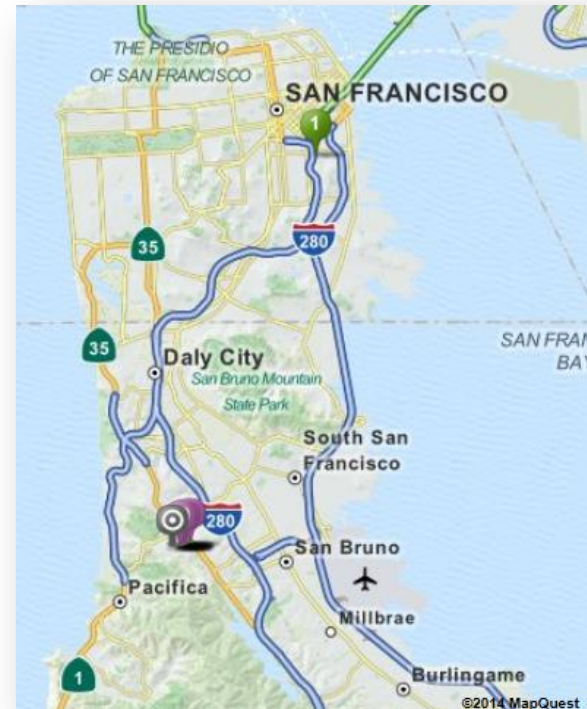 THE PRESIDIO
OF SAN FRANCISCO
SAN FRANCISCO
1
35
280
35
SAN FRAN
BAY
Daly City
San Bruno Mountain
State Park
South San
Francisco
280
San Bruno
Pacifica
Millbrae
1
Burlingame
©2014 MapQuest